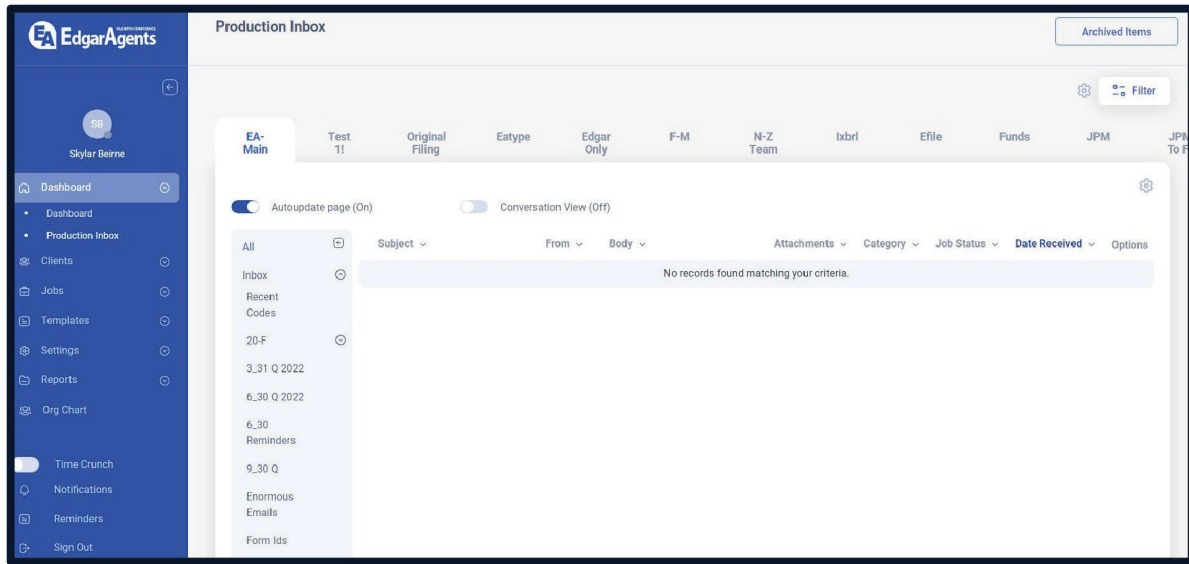 EA EdgarAgents
SB
Skylar Beirne
Dashboard
Dashboard
Production Inbox
Clients
Jobs
Templates
Settings
Reports
Org Chart
Time Crunch
Notifications
Reminders
Sign Out
Production Inbox
Archived Items
Filter
EA-
Main
Test
1!
Original
Filing
Eatype
Edgar
Only
F-M
N-Z
Team
Ixbrl
Efile
Funds
JPM
Autoupdate page (On)
Conversation View (Off)
All
Inbox
Recent
Codes
20-F
3_31 Q 2022
6_30 Q 2022
6_30
Reminders
9_30 Q
Enormous
Emails
Form Ids
Subject From Body Attachments Category Job Status Date Received Options
No records found matching your criteria.